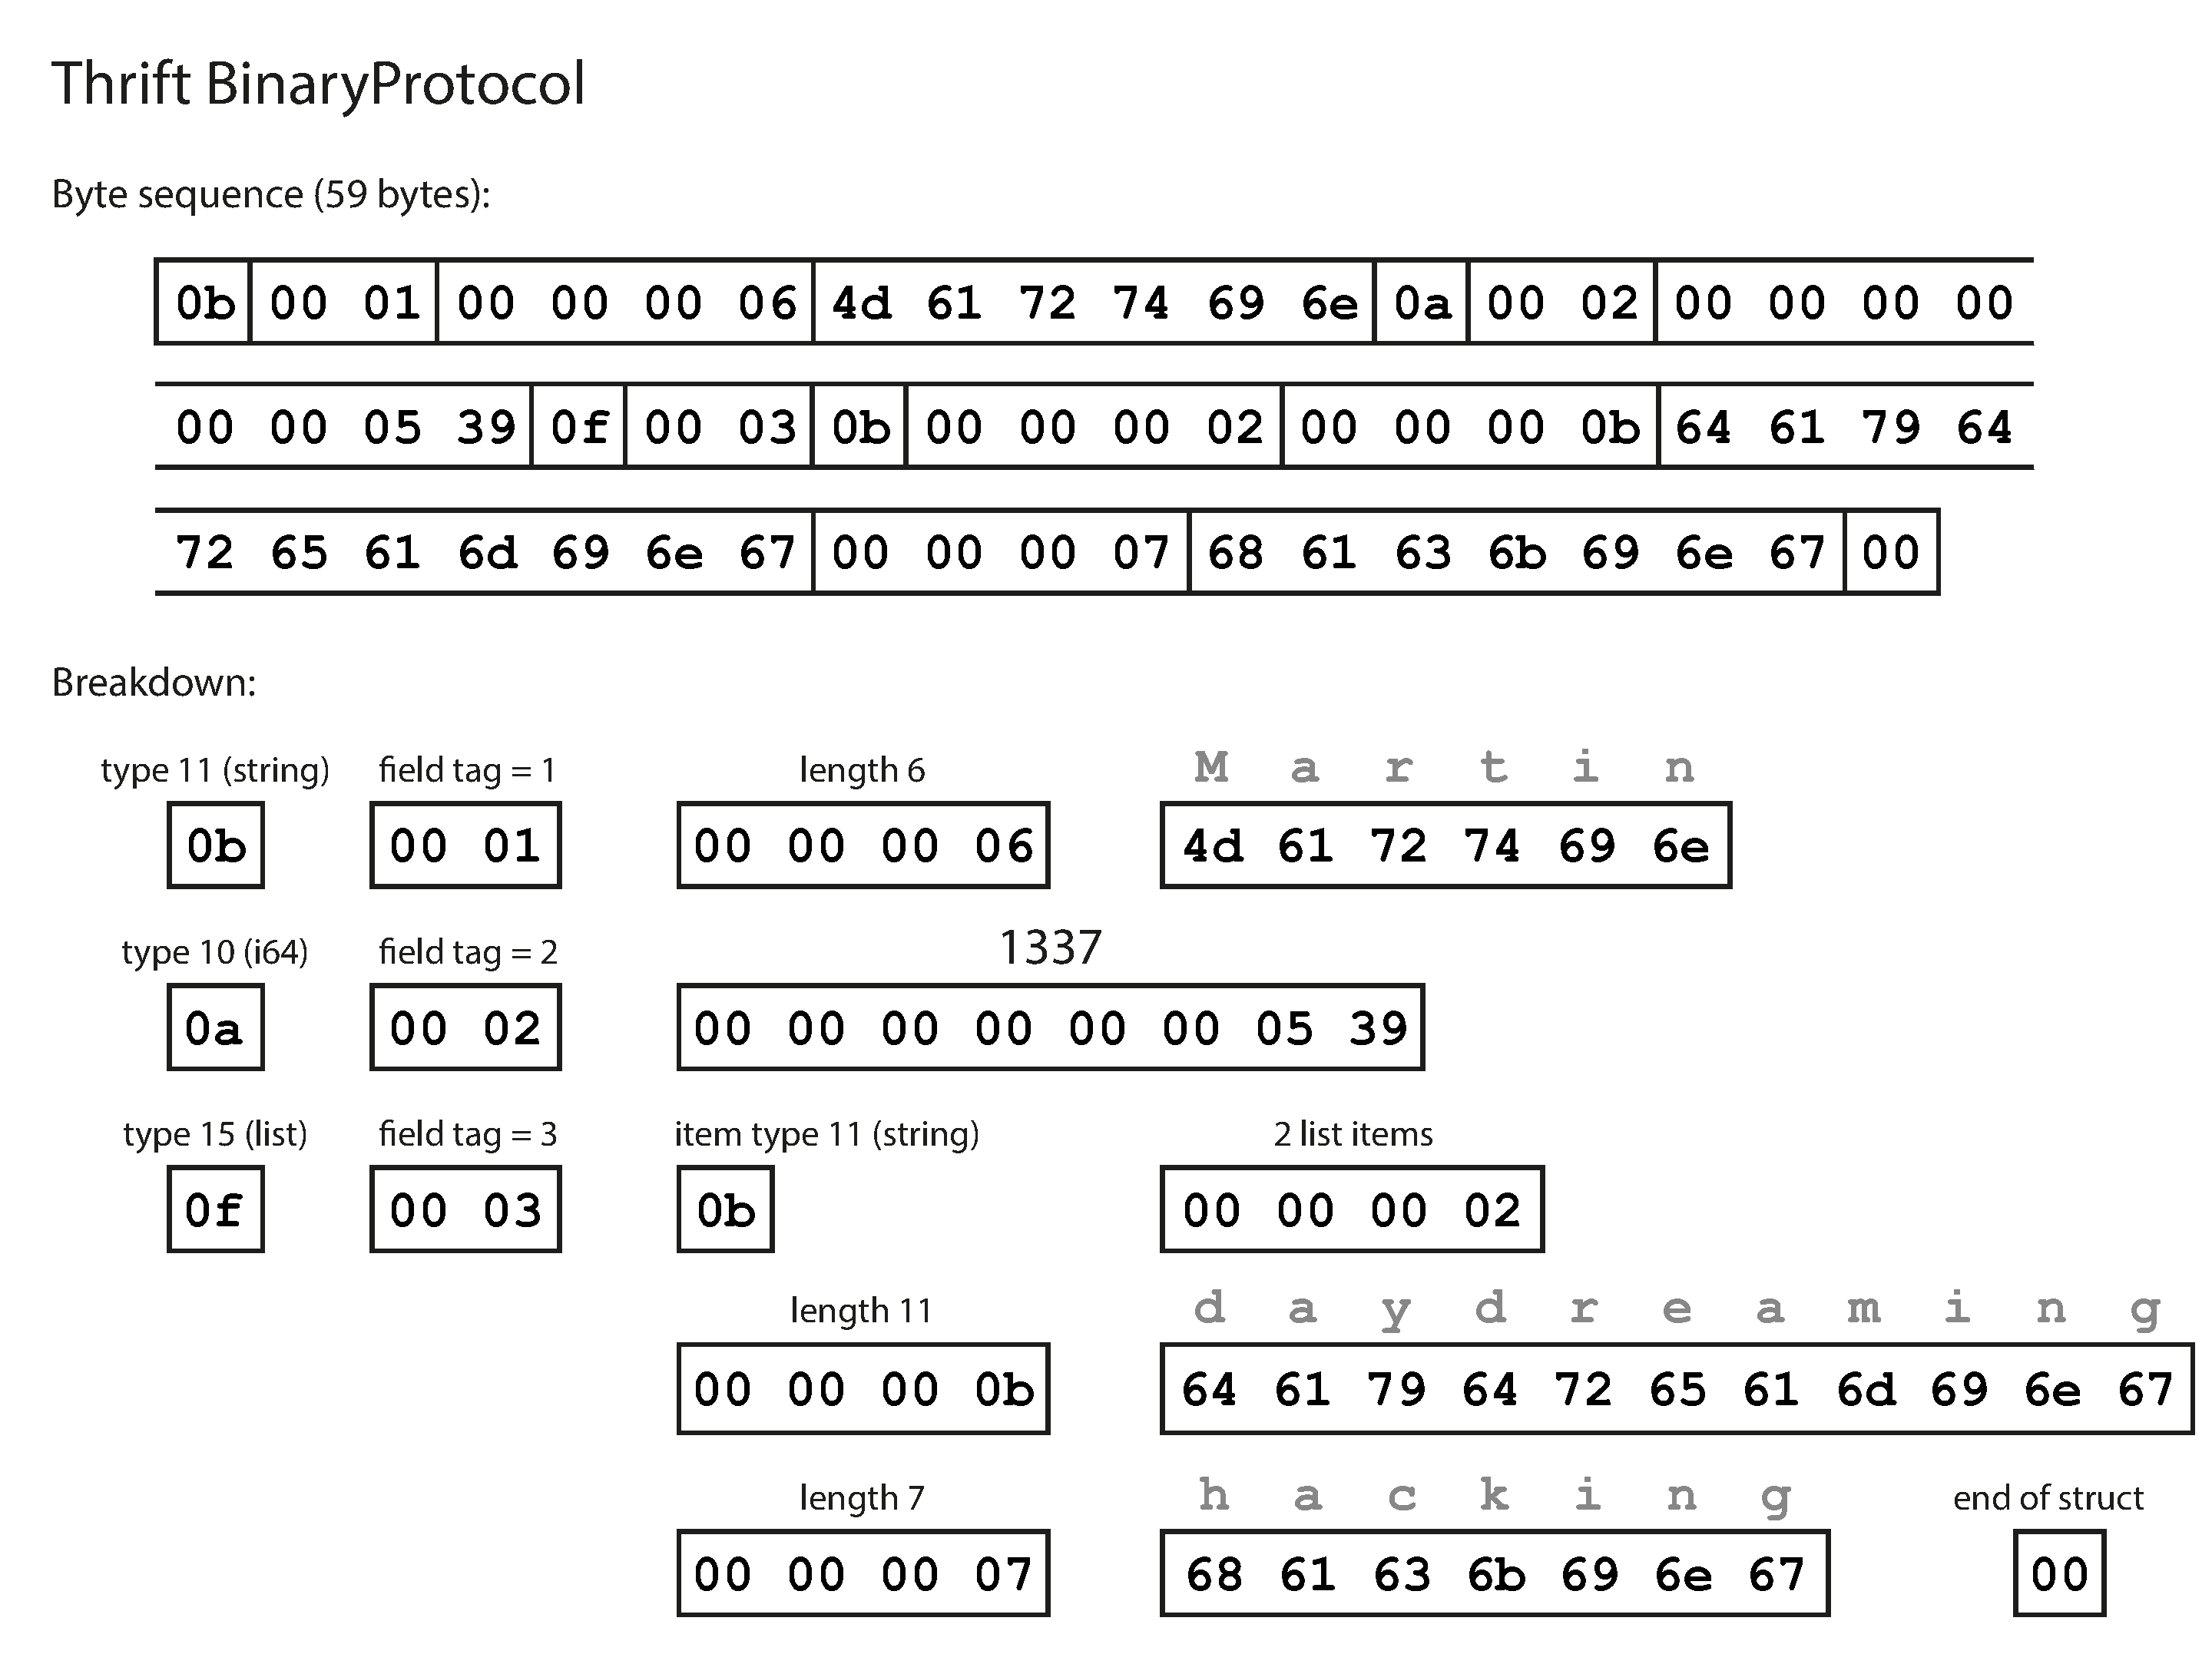 Thrift BinaryProtocol
Byte sequence (59 bytes):
0b 00 01 00 00 00 06 4d 61 72 74 69 6e 0a 00 02 00 00 00 00
00 00 05 39 0f 00 03 0b 00 00 00 02 00 00 00 0b 64 61 79 64
72 65 61 6d 69 6e 67 00 00 00 07 68 61 63 6b 69 6e 67 00
Breakdown:
type 11 (string) field tag = 1 length 6 M a r t i n
0b 00 01 00 00 00 06 4d 61 72 74 69 6e
type 10 (i64) field tag = 2 1337
0a 00 02 00 00 00 00 00 00 05 39
type 15 (list) field tag = 3 item type 11 (string) 2 list items
0f 00 03 0b 00 00 00 02
length 11 d a y d r e a m i n g
00 00 00 0b 64 61 79 64 72 65 61 6d 69 6e 67
length 7 h a c k i n g end of struct
00 00 00 07 68 61 63 6b 69 6e 67 00